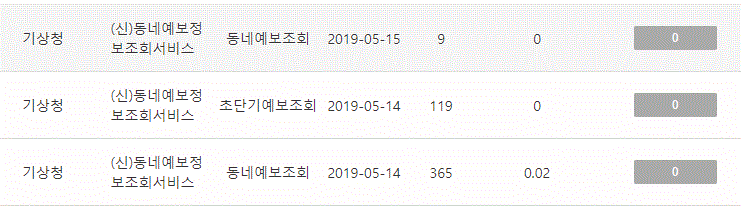 기상청 (신)동네예보정 보조회서비스 동네예보조회 2019-05-15 9 0 0
기상청 (신)동네예보정 보조회서비스 초단기예보조회 2019-05-14 119 0 0
기상청 (신)동네예보정 보조회서비스 동네예보조회 2019-05-14 365 0.02 0